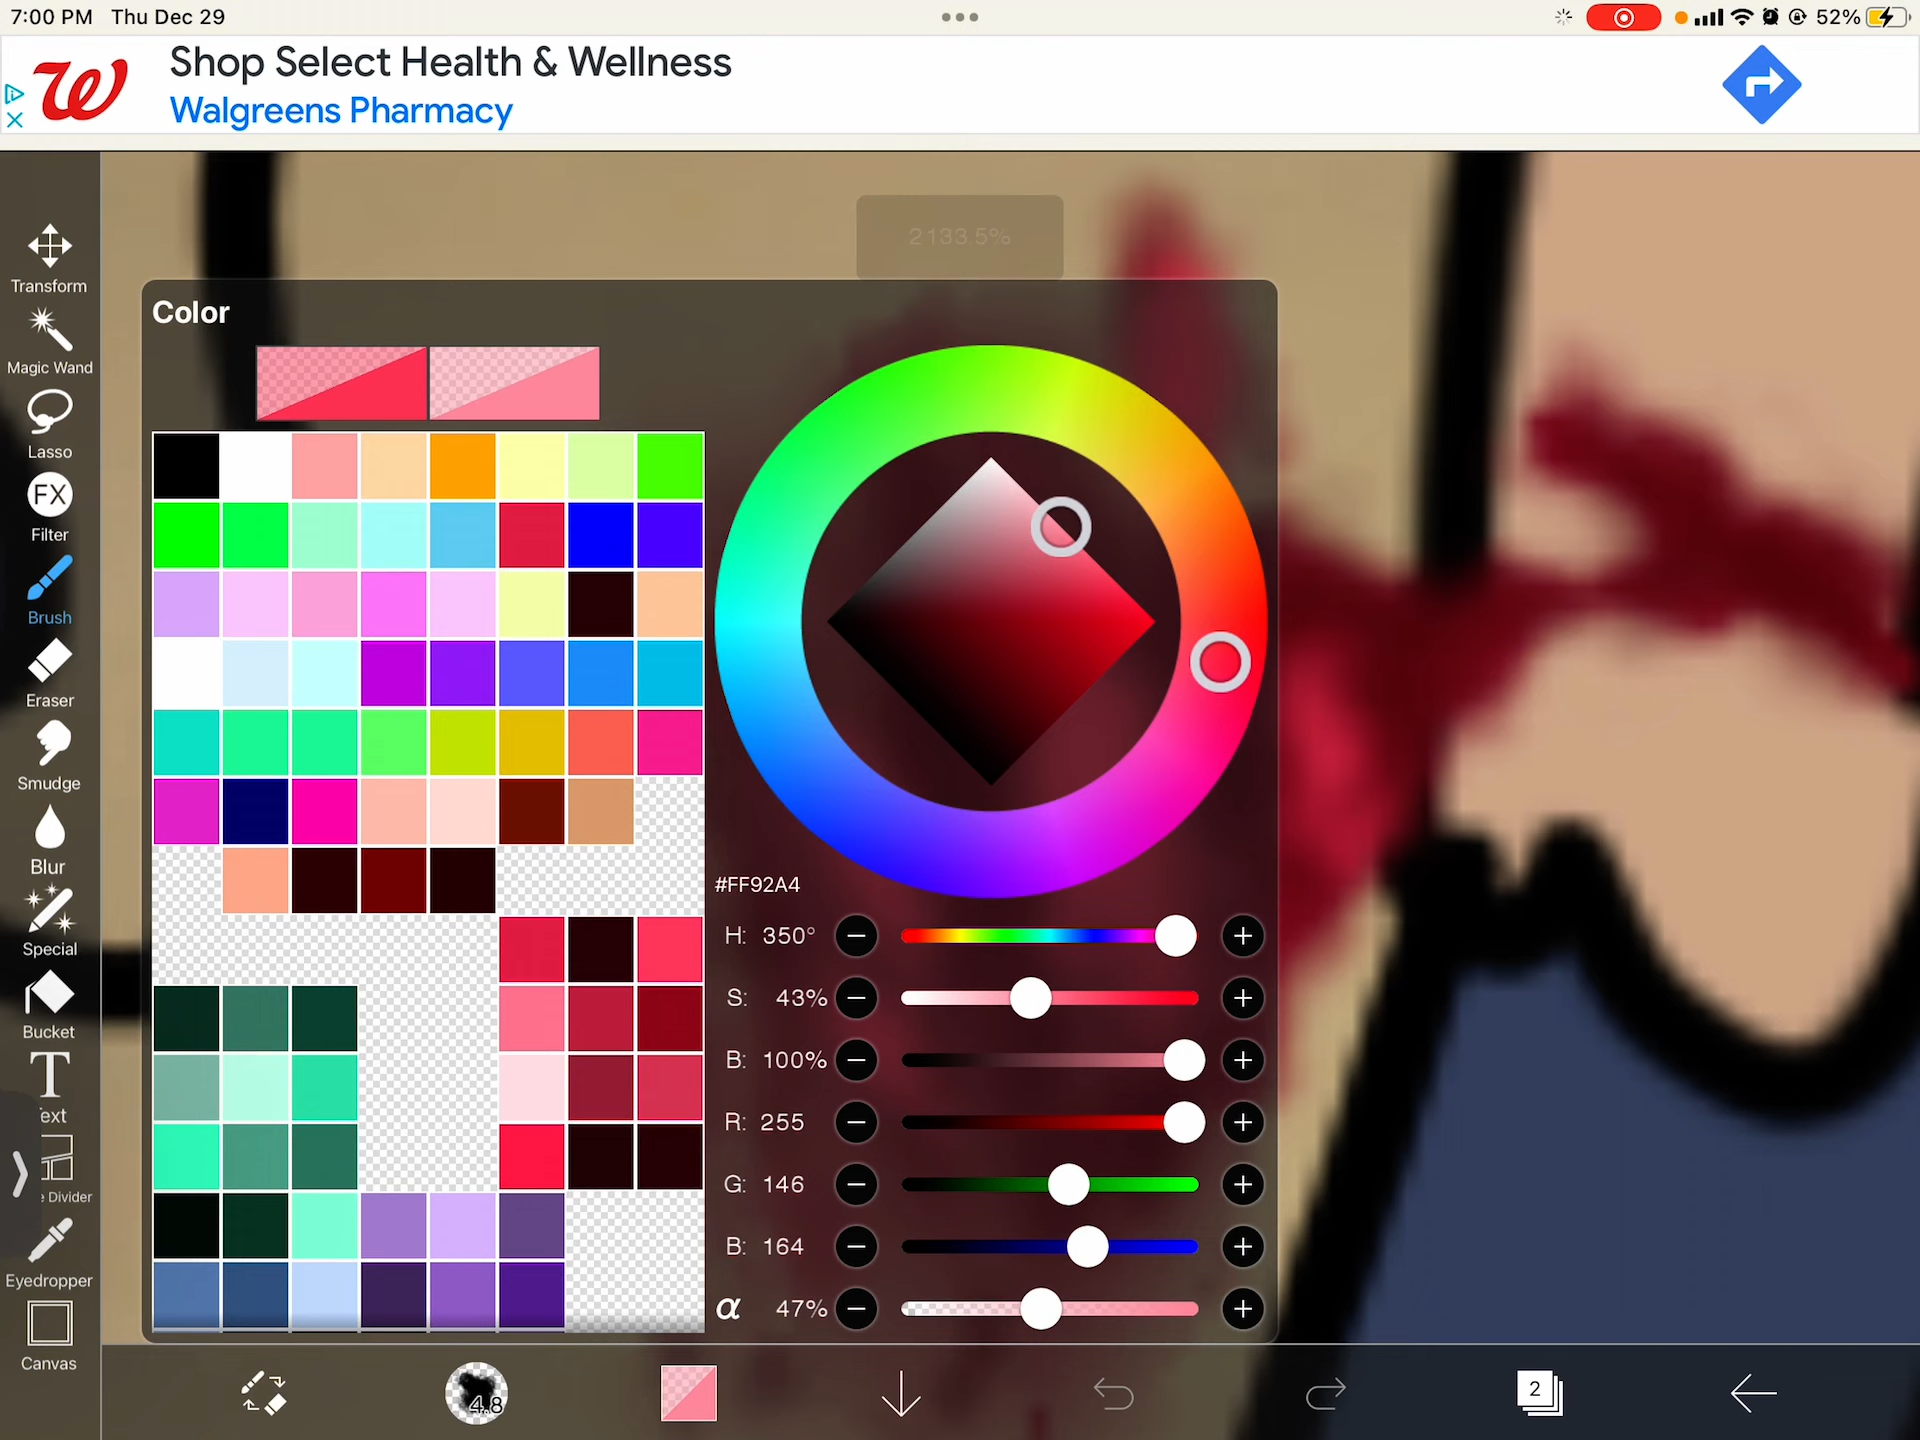 7:00 PM Thu Dec 29
52%
Shop Select Health & Wellness
Walgreens Pharmacy
2133.5%
Transform
Magic Wand
Lasso
FX
Filter
Brush
Eraser
Smudge
Blur
Special
Bucket
T
ext
e Divider
Eyedropper
Canvas
Color
#FF92A4
H: 350°
S: 43%
B: 100%
R: 255
G: 146
B: 164
α 47%
4.8
2